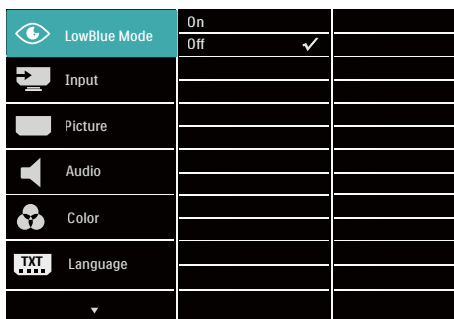 LowBlue Mode
On
Off
Input
Picture
Audio
Color
TXT
Language